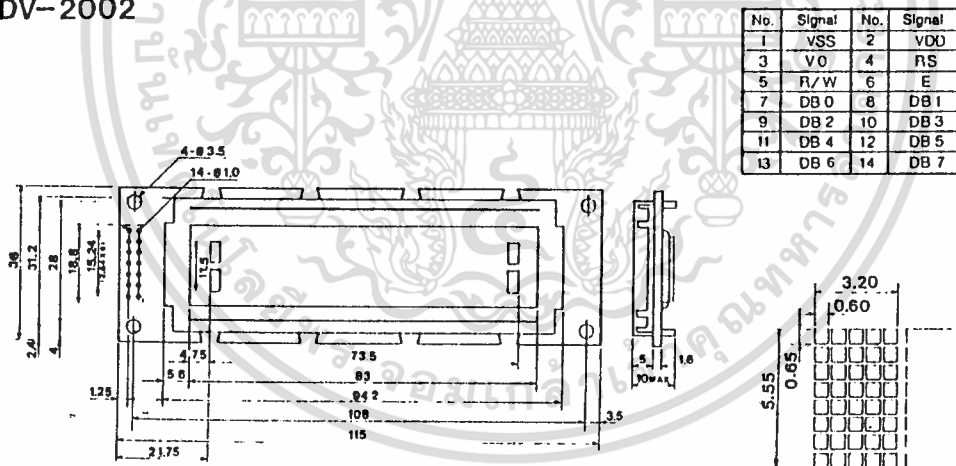 DV-2002
No. Signal No. Signal
1 VSS 2 VDD
3 V0 4 RS
5 R/W 6 E
7 DB 0 8 DB 1
9 DB 2 10 DB 3
11 DB 4 12 DB 5
13 DB 6 14 DB 7
4-ø3.5
14-ø1.0
36
31.2
28
18.8
15.24
11.5
2.4
4
4.75
73.5
5.6
83
94.2
1.25
108
3.5
115
21.75
5
1.6
10MAX
3.20
0.60
0.65
5.55